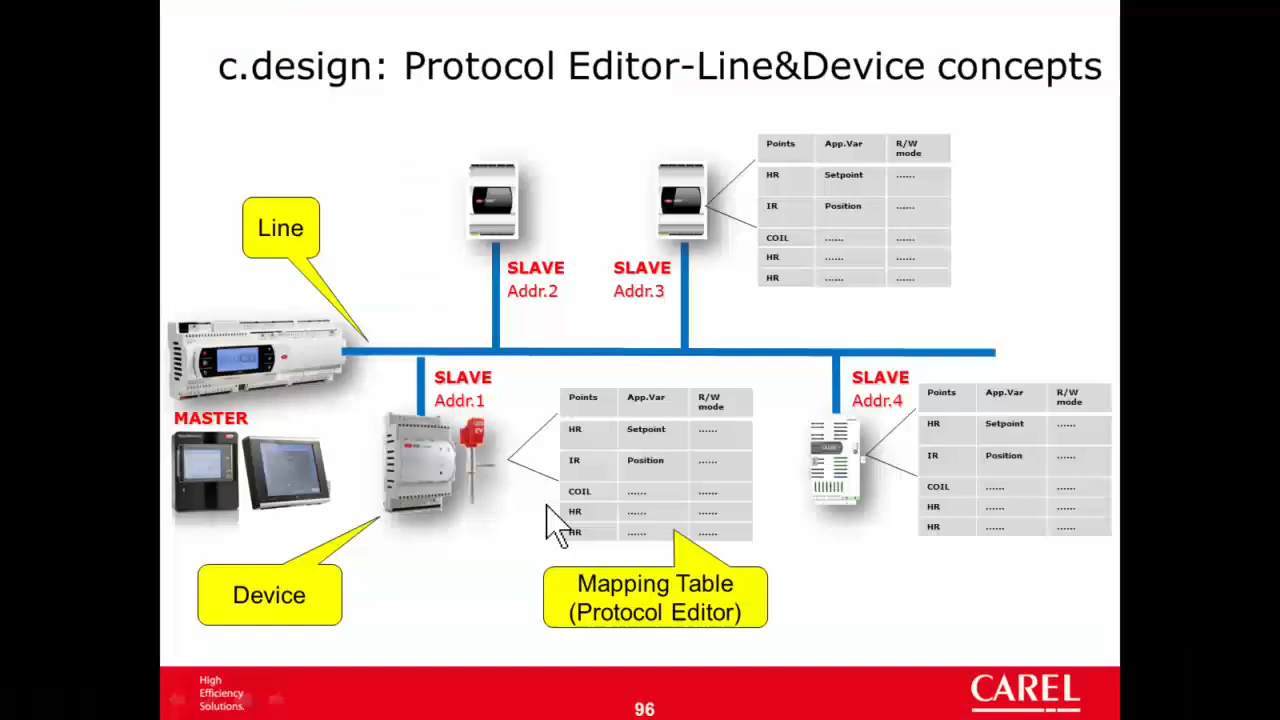 c.design: Protocol Editor-Line&Device concepts
Points App.Var R/W mode
HR Setpoint ......
IR Position ......
COIL ...... ......
HR ...... ......
HR ...... ......
Line
SLAVE
Addr.2
SLAVE
Addr.3
MASTER
SLAVE
Addr.1
Points App.Var R/W mode
HR Setpoint ......
IR Position ......
COIL ...... ......
HR ...... ......
HR ...... ......
SLAVE
Addr.4
Points App.Var R/W mode
HR Setpoint ......
IR Position ......
COIL ...... ......
HR ...... ......
HR ...... ......
Device
Mapping Table
(Protocol Editor)
High
Efficiency
Solutions.
96
CAREL